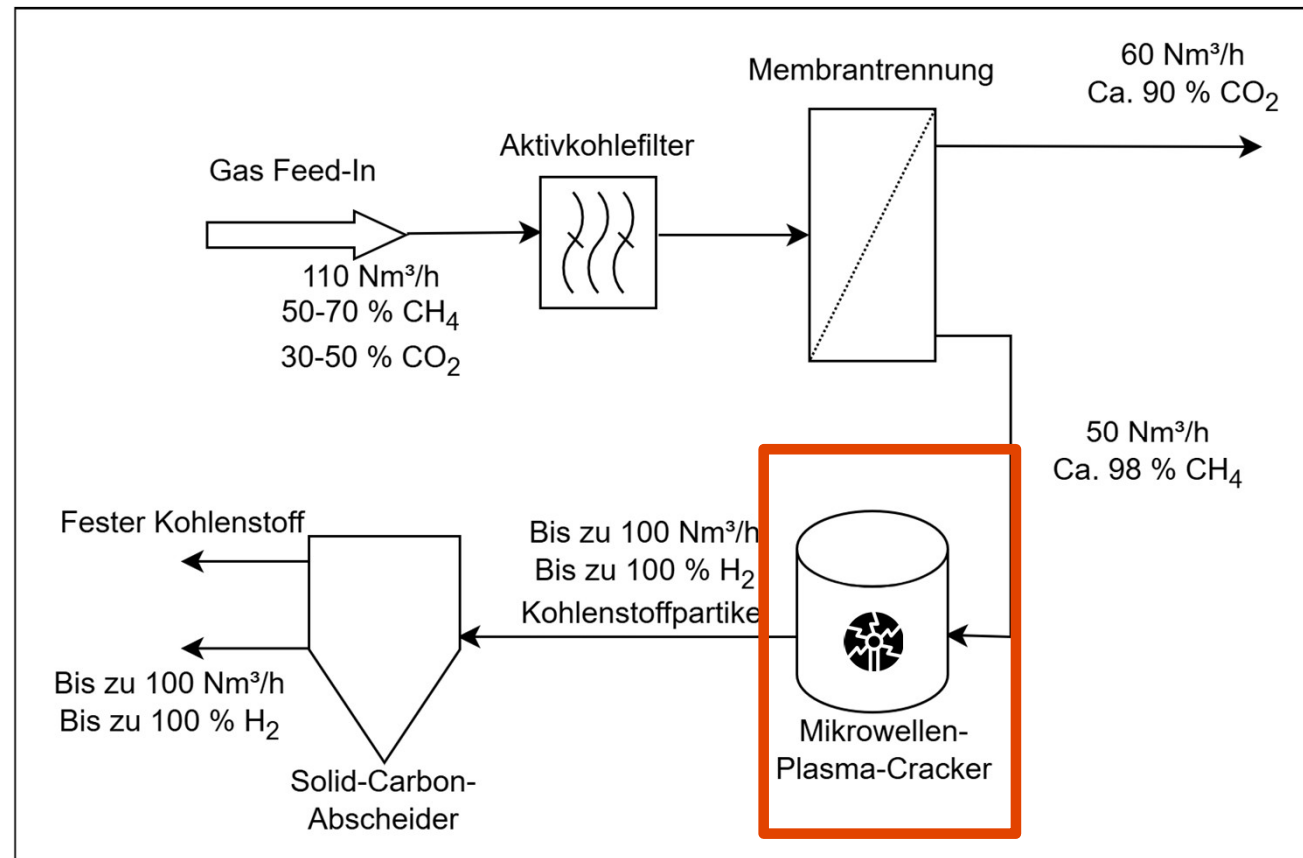 Gas Feed-In
110 Nm³/h
50-70 % CH₄
30-50 % CO₂
Aktivkohlefilter
Membrantrennung
60 Nm³/h
Ca. 90 % CO₂
50 Nm³/h
Ca. 98 % CH₄
Mikrowellen-
Plasma-Cracker
Bis zu 100 Nm³/h
Bis zu 100 % H₂
Kohlenstoffpartike
Solid-Carbon-
Abscheider
Fester Kohlenstoff
Bis zu 100 Nm³/h
Bis zu 100 % H₂